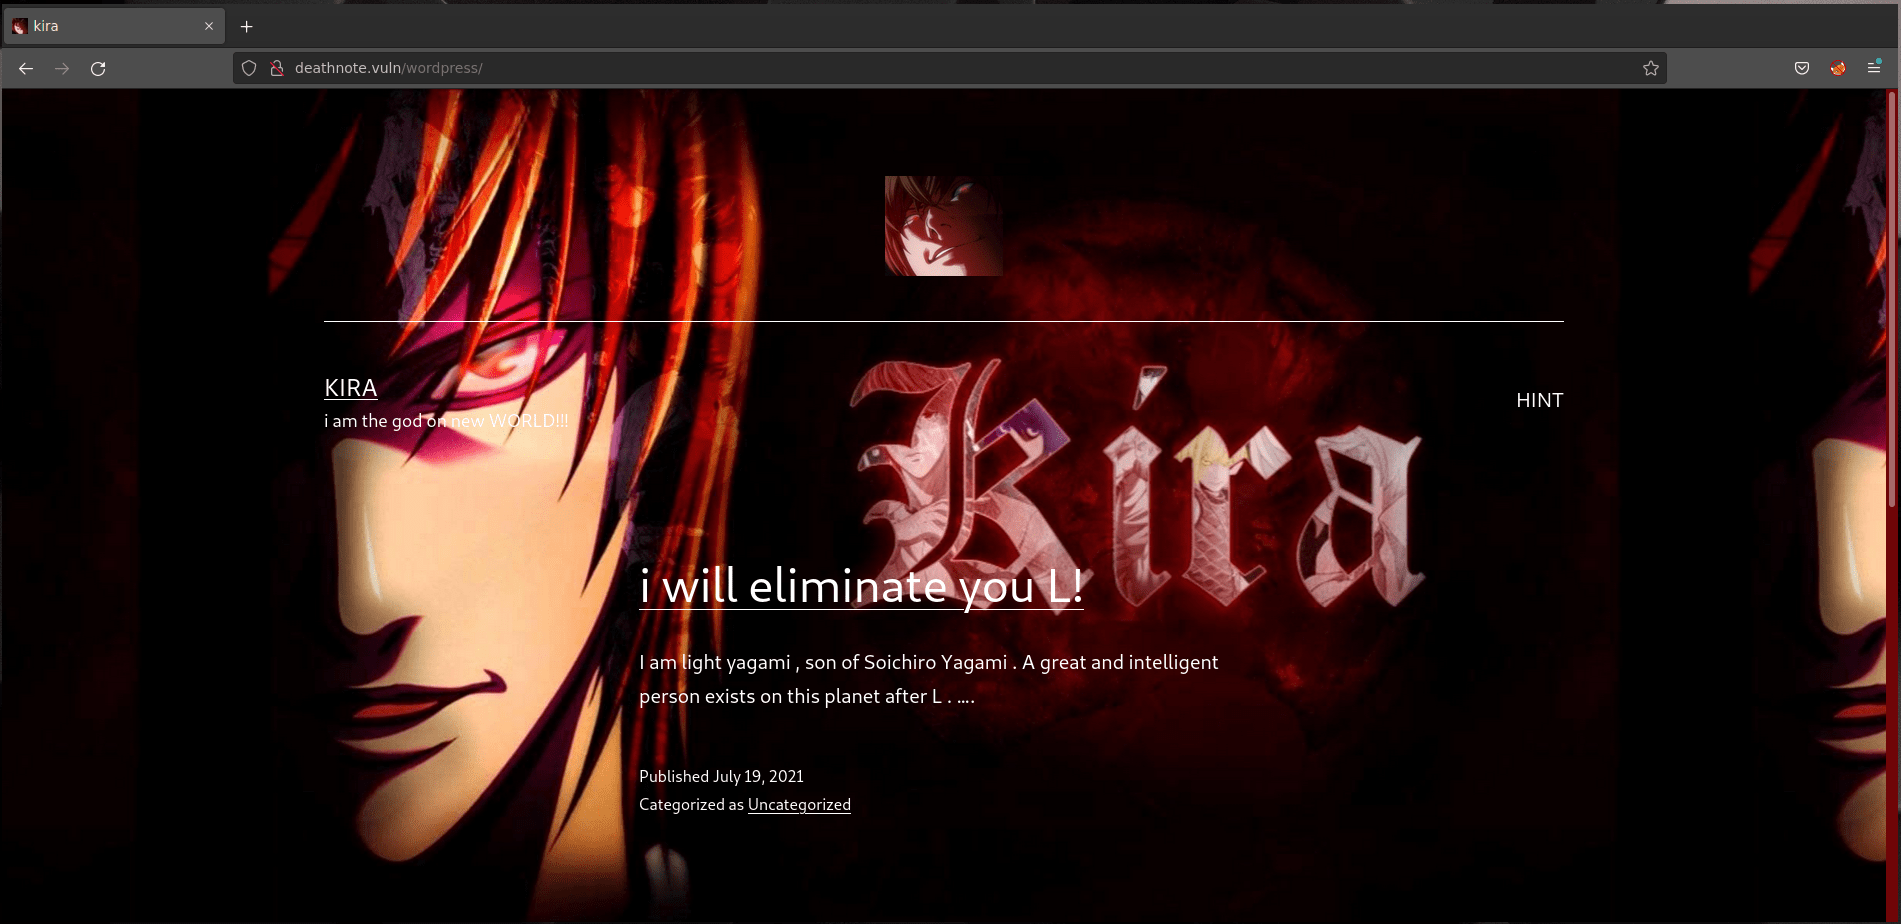 kira
deathnote.vuln/wordpress/
KIRA
i am the god on new WORLD!!!
HINT
Kira
i will eliminate you L!
I am light yagami , son of Soichiro Yagami . A great and intelligent
person exists on this planet after L . ….
Published July 19, 2021
Categorized as Uncategorized